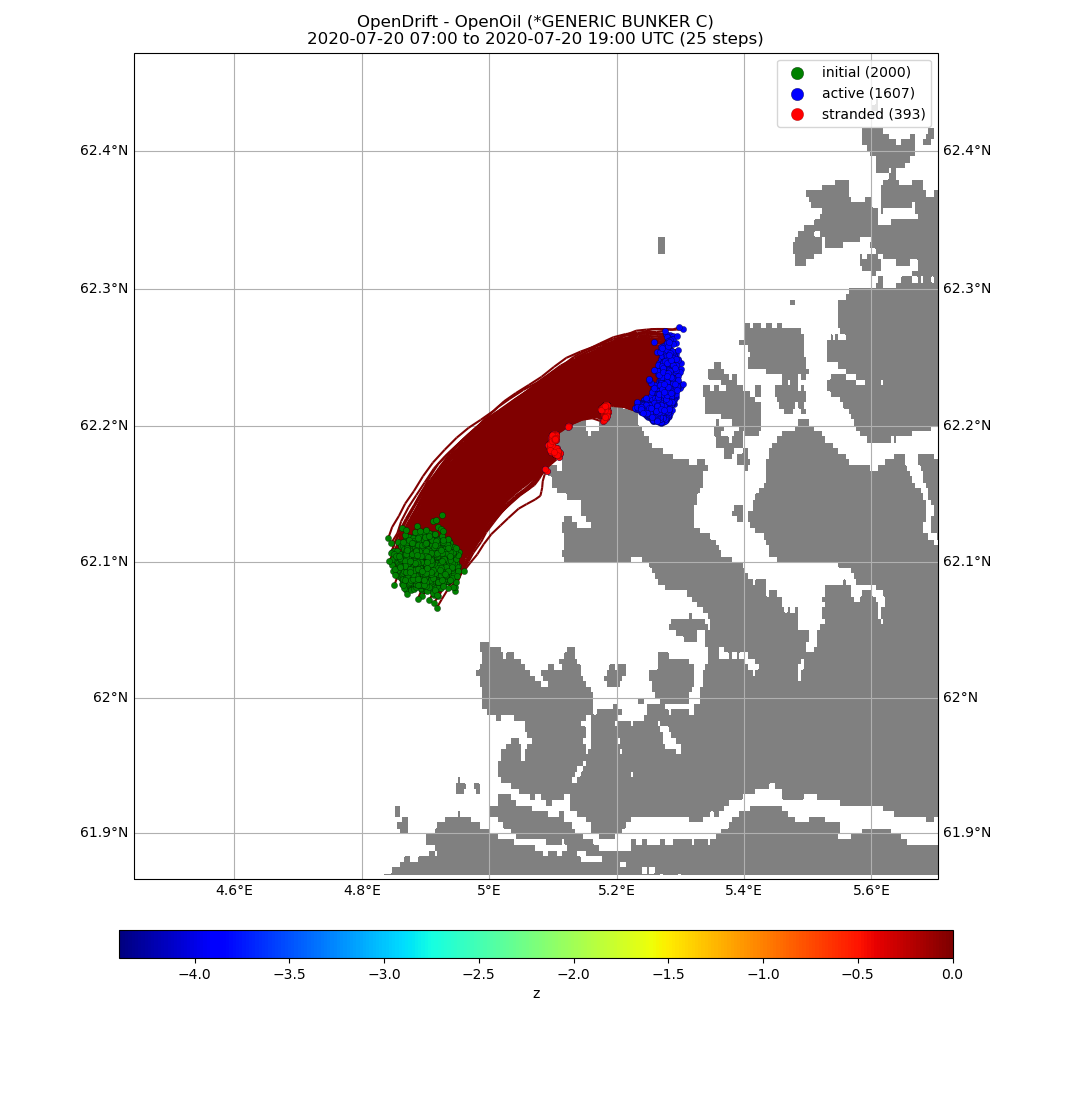 OpenDrift - OpenOil (*GENERIC BUNKER C)
2020-07-20 07:00 to 2020-07-20 19:00 UTC (25 steps)
initial (2000)
active (1607)
stranded (393)
62.4°N 62.4°N
62.3°N 62.3°N
62.2°N 62.2°N
62.1°N 62.1°N
62°N 62°N
61.9°N 61.9°N
4.6°E 4.8°E 5°E 5.2°E 5.4°E 5.6°E
−4.0 −3.5 −3.0 −2.5 −2.0 −1.5 −1.0 −0.5 0.0
z